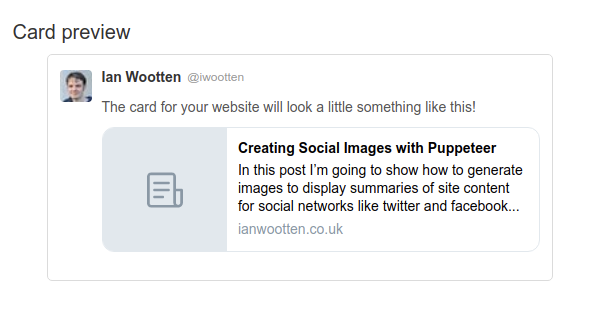 Card preview
Ian Wootten @iwootten
The card for your website will look a little something like this!
Creating Social Images with Puppeteer
In this post I’m going to show how to generate
images to display summaries of site content
for social networks like twitter and facebook...
ianwootten.co.uk